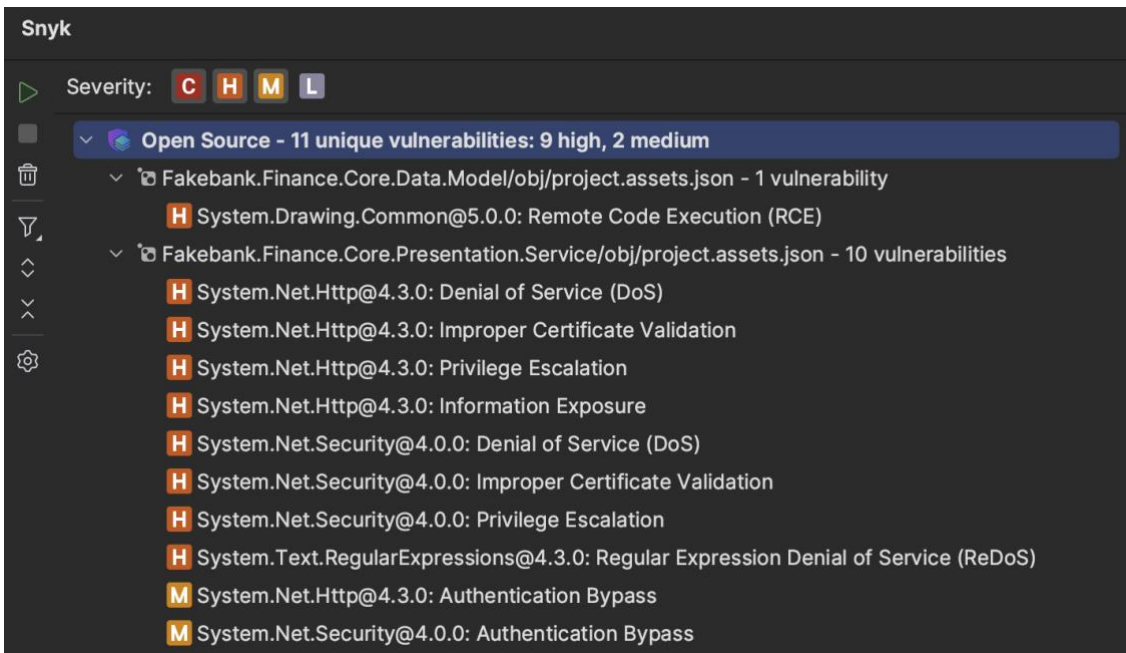 Snyk
Severity: C H M L
Open Source - 11 unique vulnerabilities: 9 high, 2 medium
Fakebank.Finance.Core.Data.Model/obj/project.assets.json - 1 vulnerability
H System.Drawing.Common@5.0.0: Remote Code Execution (RCE)
Fakebank.Finance.Core.Presentation.Service/obj/project.assets.json - 10 vulnerabilities
H System.Net.Http@4.3.0: Denial of Service (DoS)
H System.Net.Http@4.3.0: Improper Certificate Validation
H System.Net.Http@4.3.0: Privilege Escalation
H System.Net.Http@4.3.0: Information Exposure
H System.Net.Security@4.0.0: Denial of Service (DoS)
H System.Net.Security@4.0.0: Improper Certificate Validation
H System.Net.Security@4.0.0: Privilege Escalation
H System.Text.RegularExpressions@4.3.0: Regular Expression Denial of Service (ReDoS)
M System.Net.Http@4.3.0: Authentication Bypass
M System.Net.Security@4.0.0: Authentication Bypass